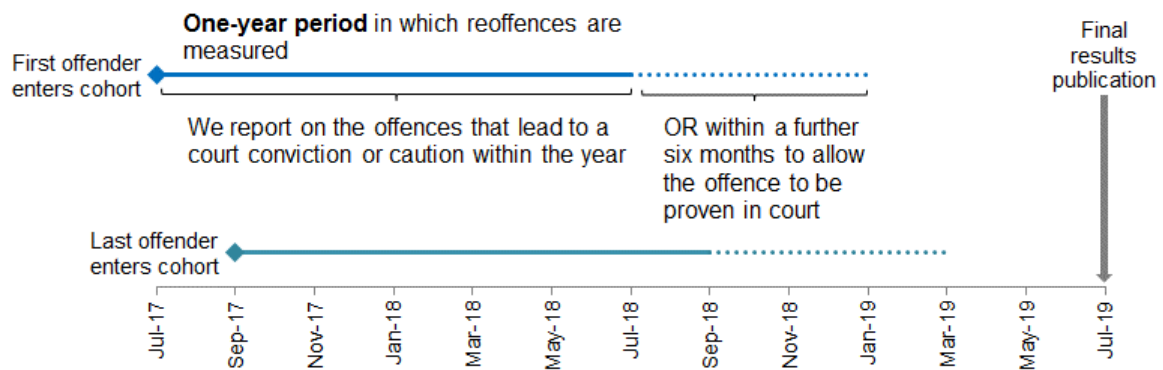 One-year period in which reoffences are
measured
First offender
enters cohort
Final
results
publication
We report on the offences that lead to a
court conviction or caution within the year
OR within a further
six months to allow
the offence to be
proven in court
Last offender
enters cohort
Jul-17
Sep-17
Nov-17
Jan-18
Mar-18
May-18
Jul-18
Sep-18
Nov-18
Jan-19
Mar-19
May-19
Jul-19